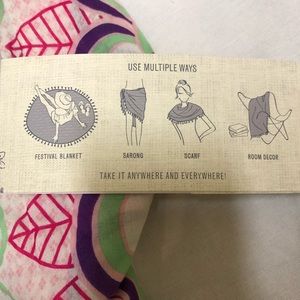 USE MULTIPLE WAYS
FESTIVAL BLANKET
SARONG
SCARF
ROOM DECOR
TAKE IT ANYWHERE AND EVERYWHERE!